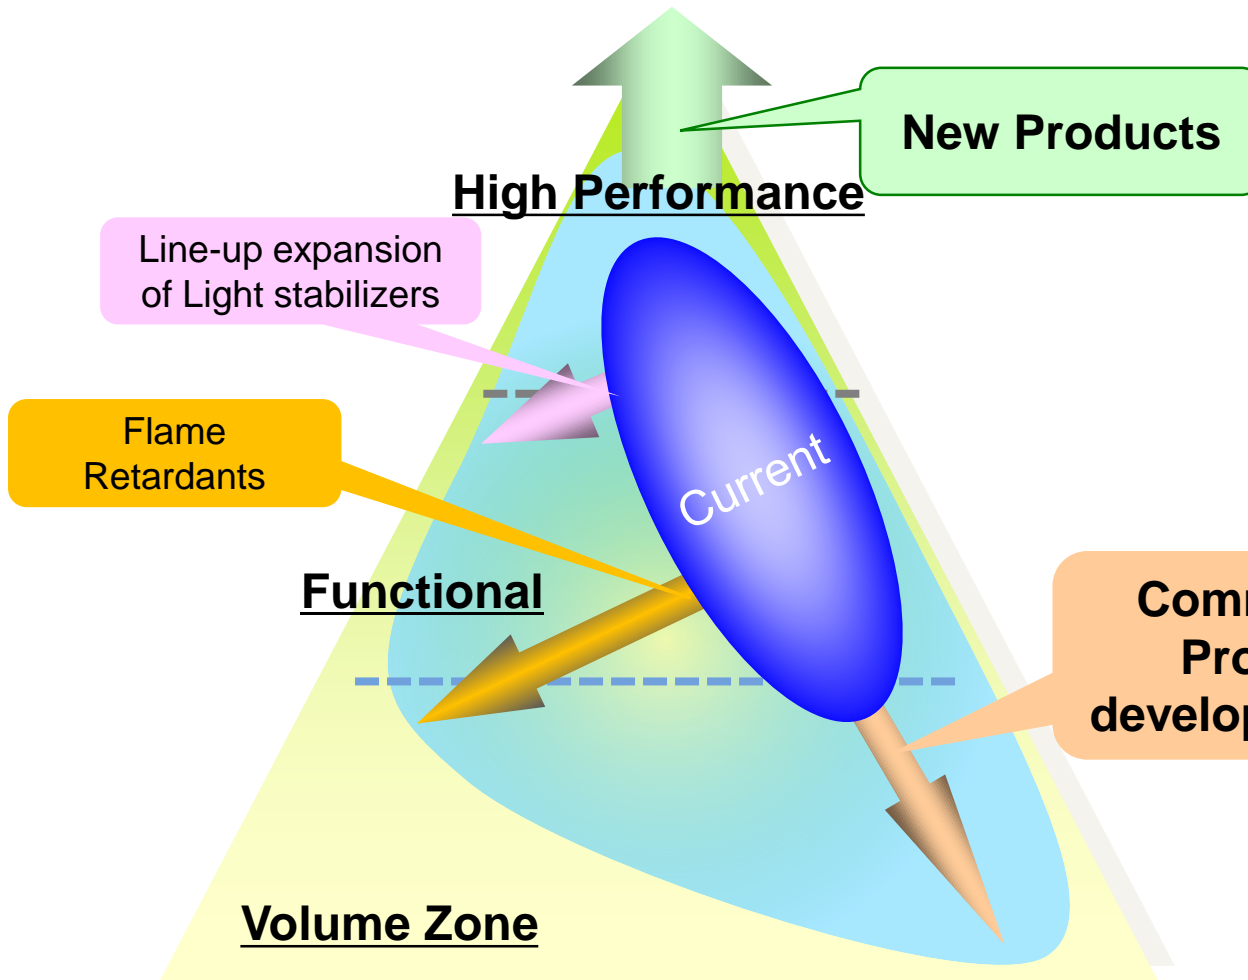 New Products
High Performance
Line-up expansion
of Light stabilizers
Flame
Retardants
Current
Functional
Volume Zone